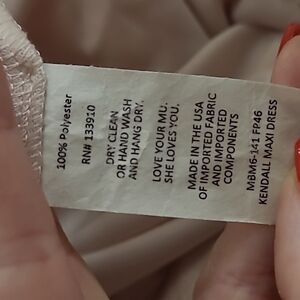 100% Polyester
RN# 133910
DRY CLEAN
OR HAND WASH
AND HANG DRY.
LOVE YOUR MU.
SHE LOVES YOU.
MADE IN THE USA
OF IMPORTED FABRIC
AND IMPORTED
COMPONENTS
MBM6-141 FP46
KENDALL MAXI DRESS